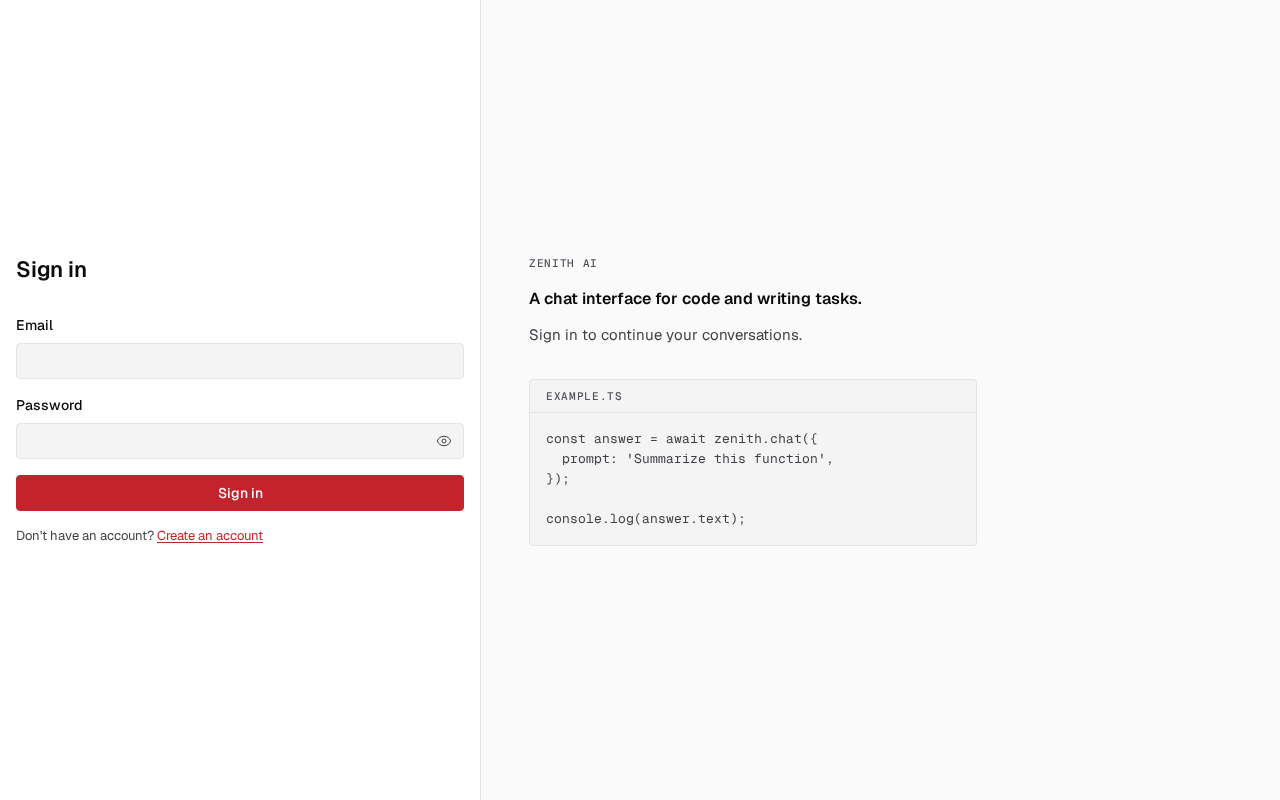 Sign in
Email
Password
Sign in
Don't have an account? Create an account
ZENITH AI
A chat interface for code and writing tasks.
Sign in to continue your conversations.
EXAMPLE.TS
const answer = await zenith.chat({
  prompt: 'Summarize this function',
});
console.log(answer.text);